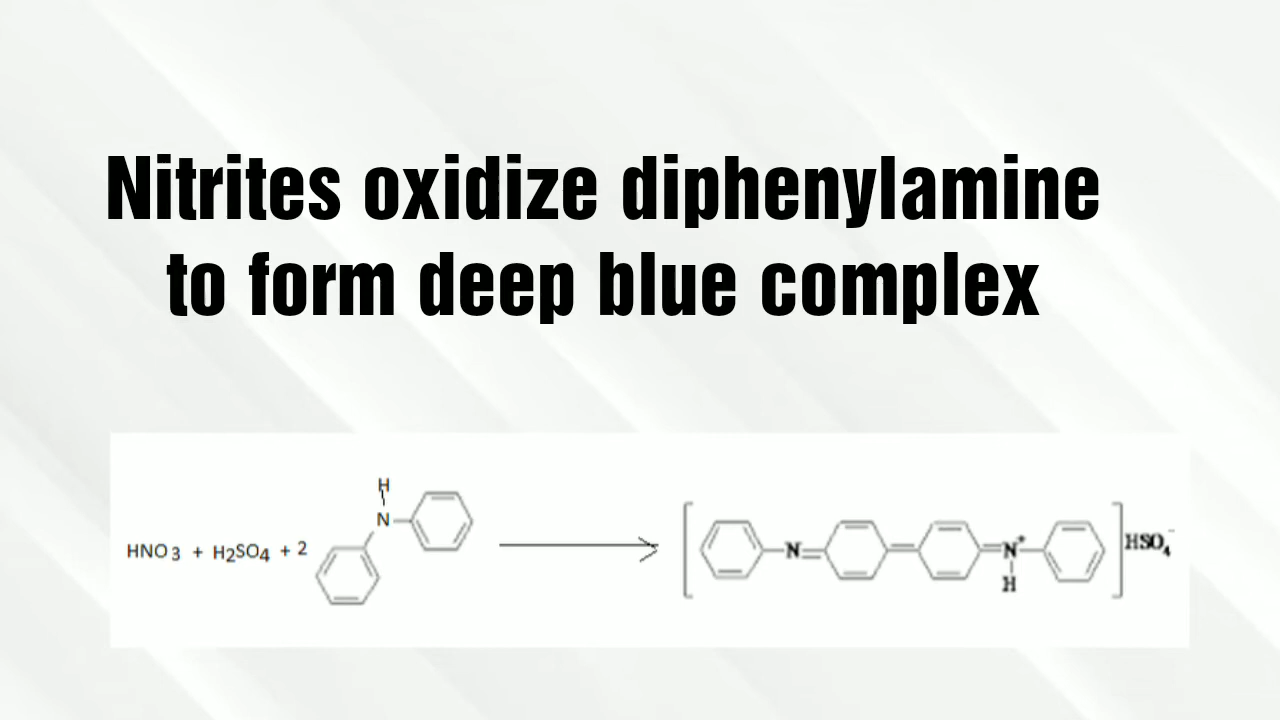 Nitrites oxidize diphenylamine
to form deep blue complex
H
N
HNO3 + H2SO4 + 2
N
N+
H
HSO4-